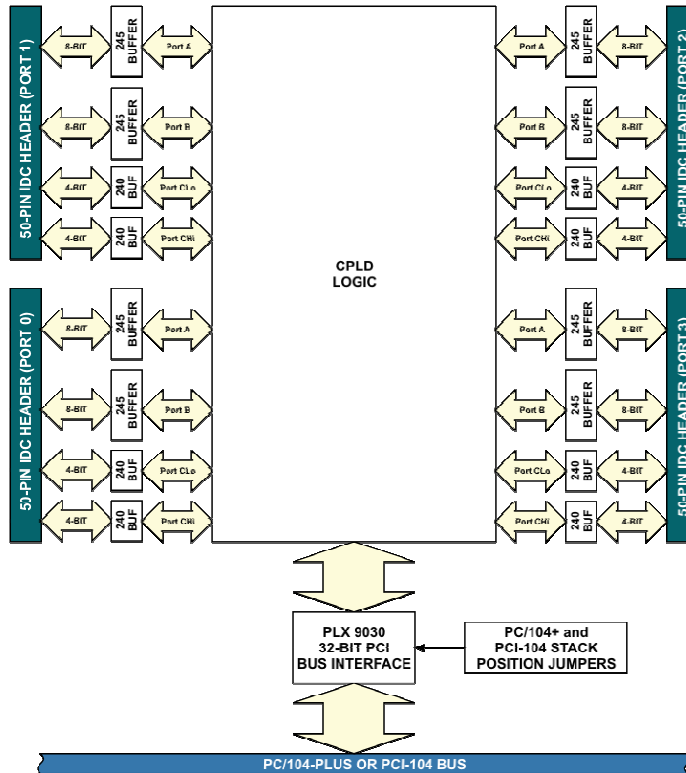 50-PIN IDC HEADER (PORT 1)
8-BIT
245 BUFFER
Port A
8-BIT
245 BUFFER
Port B
4-BIT
240 BUF
Port CLo
4-BIT
240 BUF
Port CHi
50-PIN IDC HEADER (PORT 0)
8-BIT
245 BUFFER
Port A
8-BIT
245 BUFFER
Port B
4-BIT
240 BUF
Port CLo
4-BIT
240 BUF
Port CHi
CPLD
LOGIC
Port A
245 BUFFER
8-BIT
Port B
245 BUFFER
8-BIT
Port CLo
240 BUF
4-BIT
Port CHi
240 BUF
4-BIT
50-PIN IDC HEADER (PORT 2)
Port A
245 BUFFER
8-BIT
Port B
245 BUFFER
8-BIT
Port CLo
240 BUF
4-BIT
Port CHi
240 BUF
4-BIT
50-PIN IDC HEADER (PORT 3)
PLX 9030
32-BIT PCI
BUS INTERFACE
PC/104+ and
PCI-104 STACK
POSITION JUMPERS
PC/104-PLUS OR PCI-104 BUS